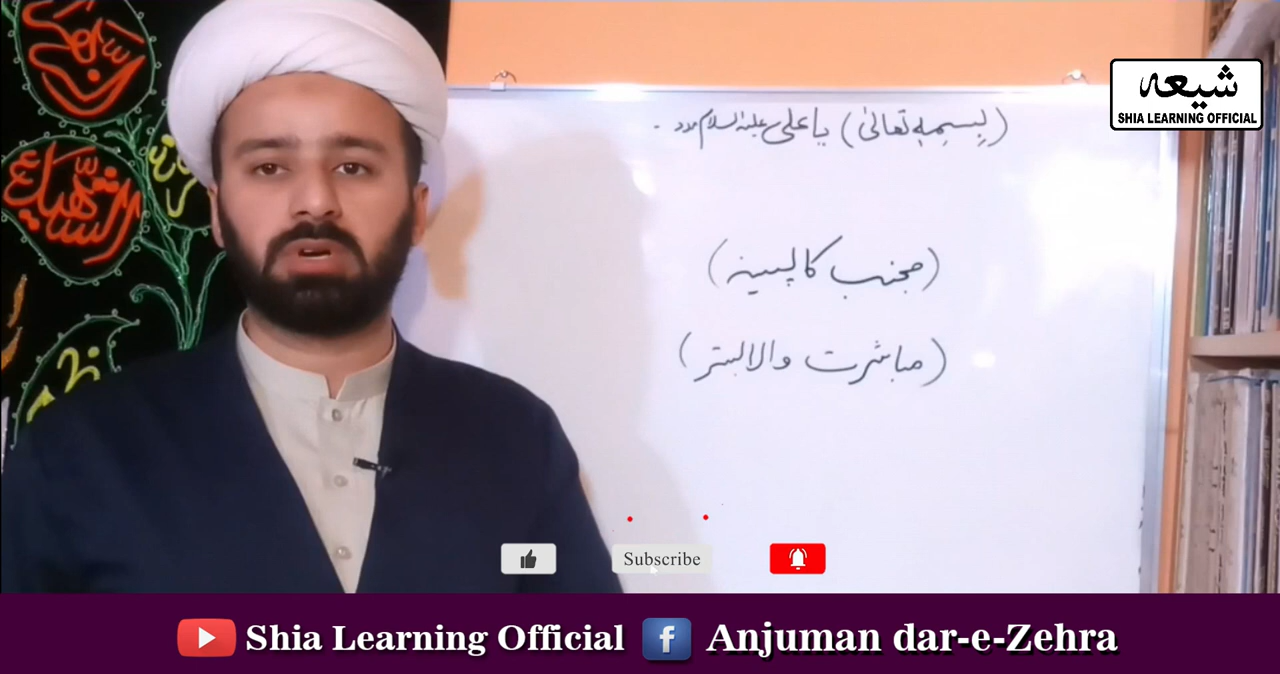 شیعہ
SHIA LEARNING OFFICIAL
(بِسمِہٖ تعالیٰ) یا علی علیہ السلام مدد۔
(مجنب کا پسینہ)
(مباشرت والا بستر)
Subscribe
Shia Learning Official
Anjuman dar-e-Zehra